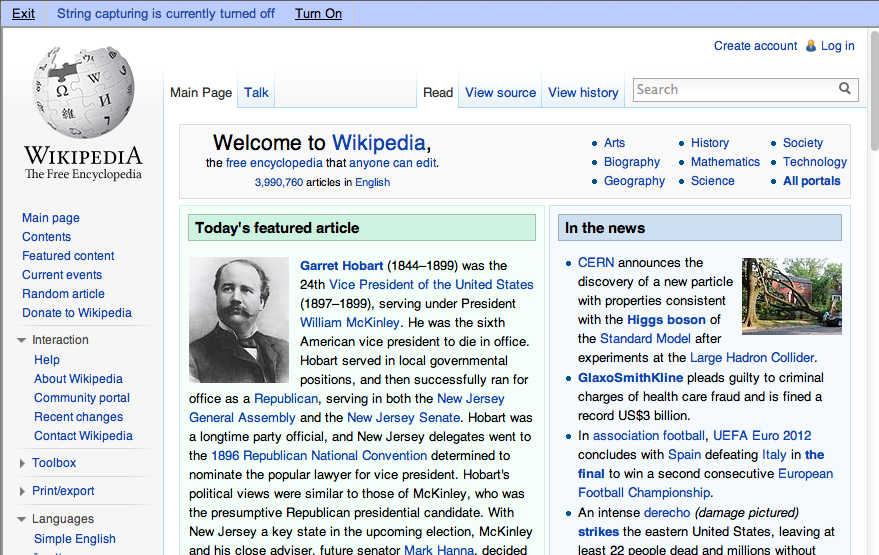 Exit String capturing is currently turned off Turn On
Create account Log in
Main Page Talk Read View source View history Search
WIKIPEDIA
The Free Encyclopedia
Main page
Contents
Featured content
Current events
Random article
Donate to Wikipedia
Interaction
Help
About Wikipedia
Community portal
Recent changes
Contact Wikipedia
Toolbox
Print/export
Languages
Simple English
Welcome to Wikipedia,
the free encyclopedia that anyone can edit.
3,990,760 articles in English
Arts
Biography
Geography
History
Mathematics
Science
Society
Technology
All portals
Today's featured article
Garret Hobart (1844–1899) was the
24th Vice President of the United States
(1897–1899), serving under President
William McKinley. He was the sixth
American vice president to die in office.
Hobart served in local governmental
positions, and then successfully ran for
office as a Republican, serving in both the New Jersey
General Assembly and the New Jersey Senate. Hobart was
a longtime party official, and New Jersey delegates went to
the 1896 Republican National Convention determined to
nominate the popular lawyer for vice president. Hobart's
political views were similar to those of McKinley, who was
the presumptive Republican presidential candidate. With
New Jersey a key state in the upcoming election, McKinley
and his close adviser, future senator Mark Hanna, decided
In the news
CERN announces the
discovery of a new particle
with properties consistent
with the Higgs boson of
the Standard Model after
experiments at the Large Hadron Collider.
GlaxoSmithKline pleads guilty to criminal
charges of health care fraud and is fined a
record US$3 billion.
In association football, UEFA Euro 2012
concludes with Spain defeating Italy in the
final to win a second consecutive European
Football Championship.
An intense derecho (damage pictured)
strikes the eastern United States, leaving at
least 22 people dead and millions without